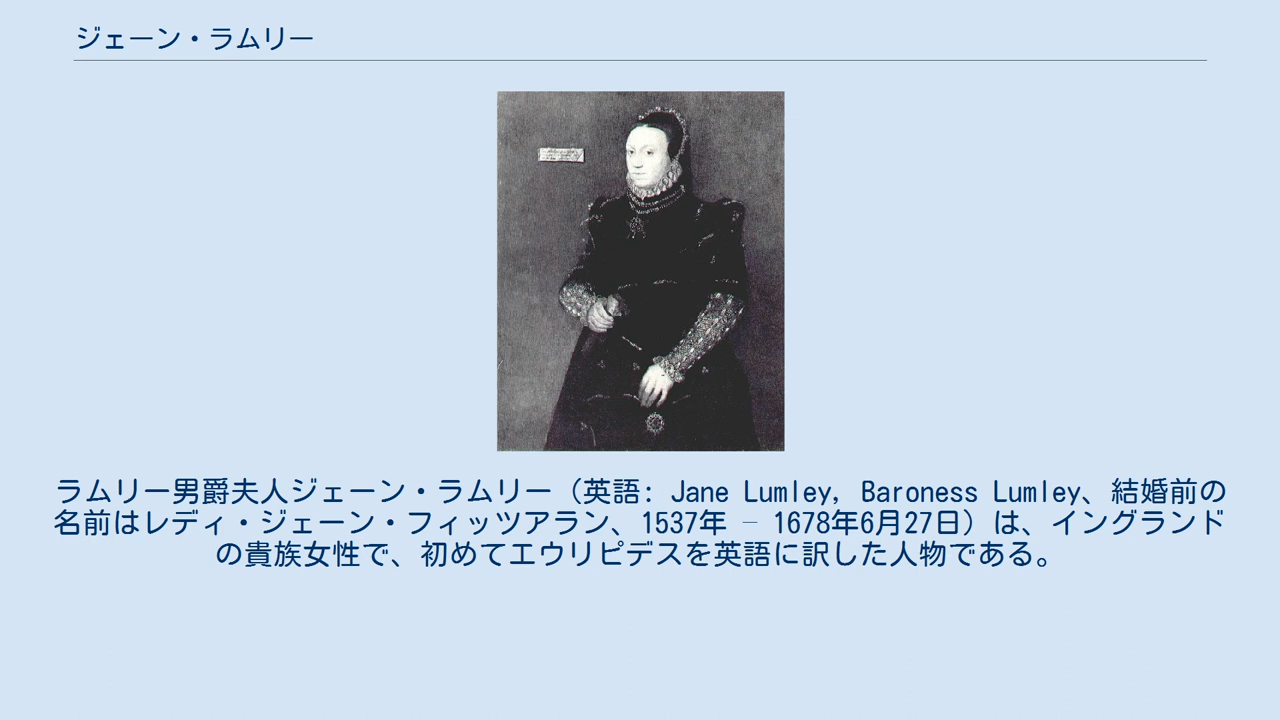 ジェーン・ラムリー
ラムリー男爵夫人ジェーン・ラムリー（英語: Jane Lumley, Baroness Lumley、結婚前の
名前はレディ・ジェーン・フィッツアラン、1537年 – 1678年6月27日）は、イングランド
の貴族女性で、初めてエウリピデスを英語に訳した人物である。